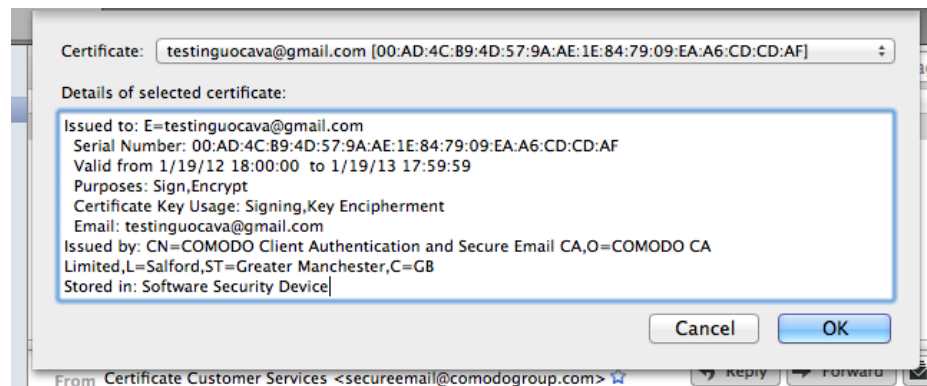 Certificate: testinguocava@gmail.com [00:AD:4C:B9:4D:57:9A:AE:1E:84:79:09:EA:A6:CD:CD:AF]
Details of selected certificate:
Issued to: E=testinguocava@gmail.com
Serial Number: 00:AD:4C:B9:4D:57:9A:AE:1E:84:79:09:EA:A6:CD:CD:AF
Valid from 1/19/12 18:00:00 to 1/19/13 17:59:59
Purposes: Sign,Encrypt
Certificate Key Usage: Signing,Key Encipherment
Email: testinguocava@gmail.com
Issued by: CN=COMODO Client Authentication and Secure Email CA,O=COMODO CA
Limited,L=Salford,ST=Greater Manchester,C=GB
Stored in: Software Security Device
Cancel OK
From Certificate Customer Services <secureemail@comodogroup.com> Reply Forward